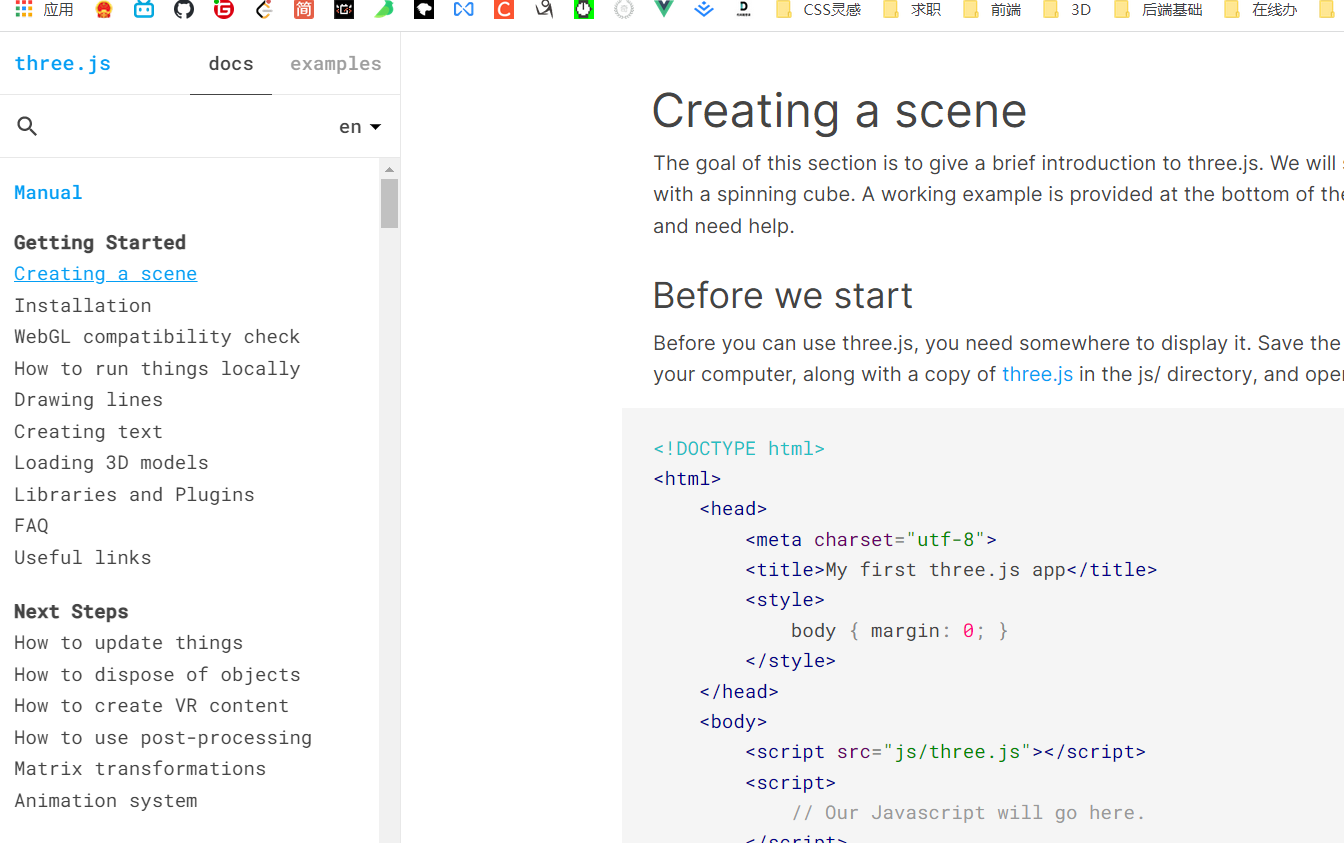 应用
简
CSS灵感
求职
前端
3D
后端基础
在线办
three.js
docs
examples
en
Manual
Getting Started
Creating a scene
Installation
WebGL compatibility check
How to run things locally
Drawing lines
Creating text
Loading 3D models
Libraries and Plugins
FAQ
Useful links
Next Steps
How to update things
How to dispose of objects
How to create VR content
How to use post-processing
Matrix transformations
Animation system
Creating a scene
The goal of this section is to give a brief introduction to three.js. We will
with a spinning cube. A working example is provided at the bottom of the
and need help.
Before we start
Before you can use three.js, you need somewhere to display it. Save the
your computer, along with a copy of three.js in the js/ directory, and open
<!DOCTYPE html>
<html>
<head>
<meta charset="utf-8">
<title>My first three.js app</title>
<style>
body { margin: 0; }
</style>
</head>
<body>
<script src="js/three.js"></script>
<script>
// Our Javascript will go here.
</script>